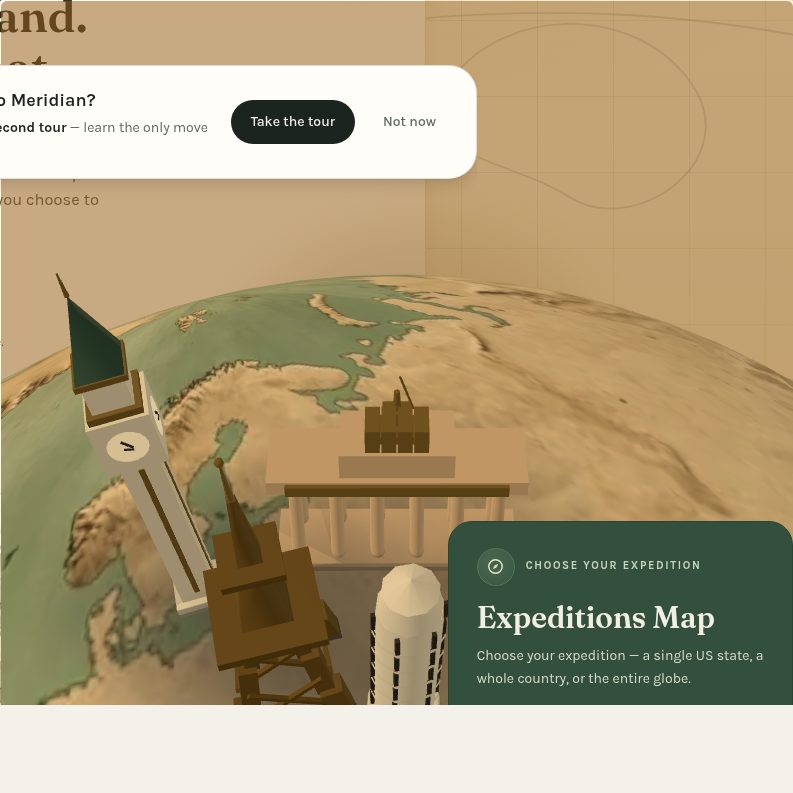 and.
Meridian?
second tour — learn the only move
Take the tour
Not now
you choose to
CHOOSE YOUR EXPEDITION
Expeditions Map
Choose your expedition — a single US state, a
whole country, or the entire globe.